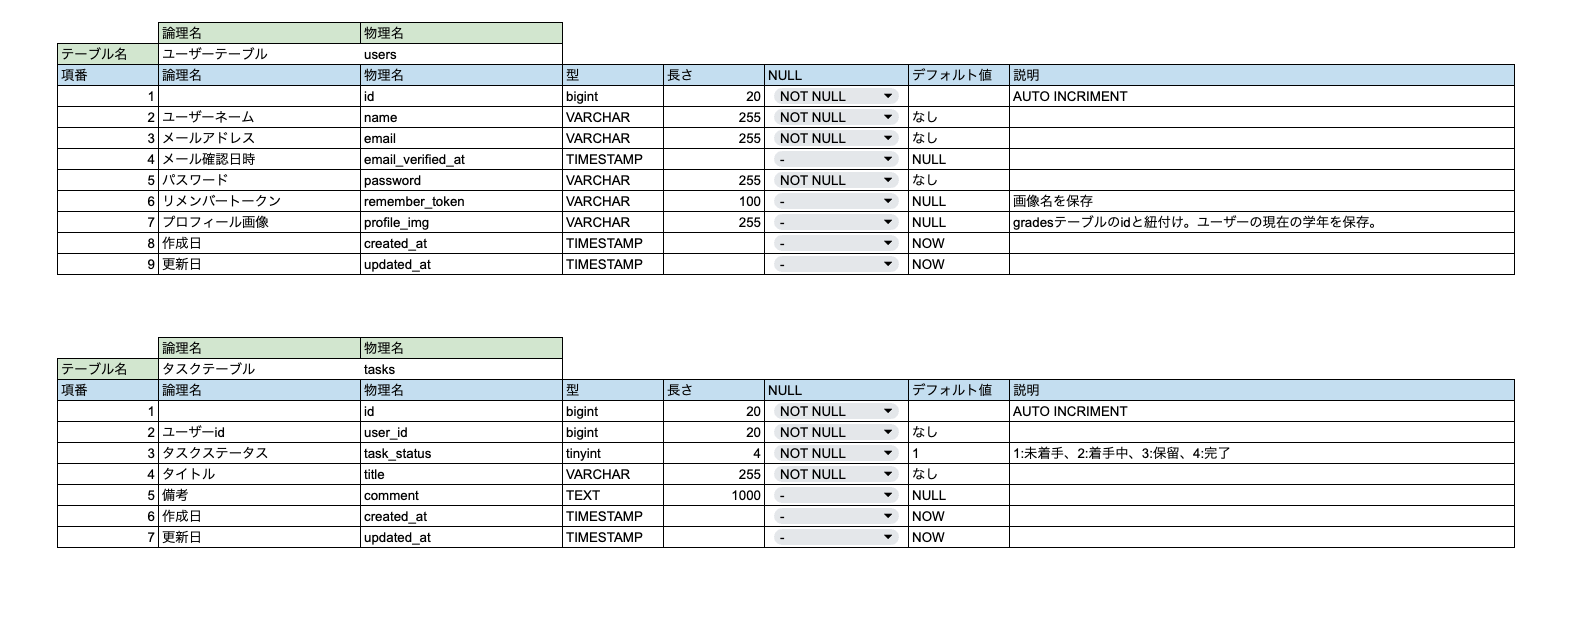 論理名 物理名
テーブル名 ユーザーテーブル users
項番 論理名 物理名 型 長さ NULL デフォルト値 説明
1 id bigint 20 NOT NULL AUTO INCRIMENT
2 ユーザーネーム name VARCHAR 255 NOT NULL なし
3 メールアドレス email VARCHAR 255 NOT NULL なし
4 メール確認日時 email_verified_at TIMESTAMP - NULL
5 パスワード password VARCHAR 255 NOT NULL なし
6 リメンバートークン remember_token VARCHAR 100 - NULL 画像名を保存
7 プロフィール画像 profile_img VARCHAR 255 - NULL gradesテーブルのidと紐付け。ユーザーの現在の学年を保存。
8 作成日 created_at TIMESTAMP - NOW
9 更新日 updated_at TIMESTAMP - NOW
論理名 物理名
テーブル名 タスクテーブル tasks
項番 論理名 物理名 型 長さ NULL デフォルト値 説明
1 id bigint 20 NOT NULL AUTO INCRIMENT
2 ユーザーid user_id bigint 20 NOT NULL なし
3 タスクステータス task_status tinyint 4 NOT NULL 1 1:未着手、2:着手中、3:保留、4:完了
4 タイトル title VARCHAR 255 NOT NULL なし
5 備考 comment TEXT 1000 - NULL
6 作成日 created_at TIMESTAMP - NOW
7 更新日 updated_at TIMESTAMP - NOW